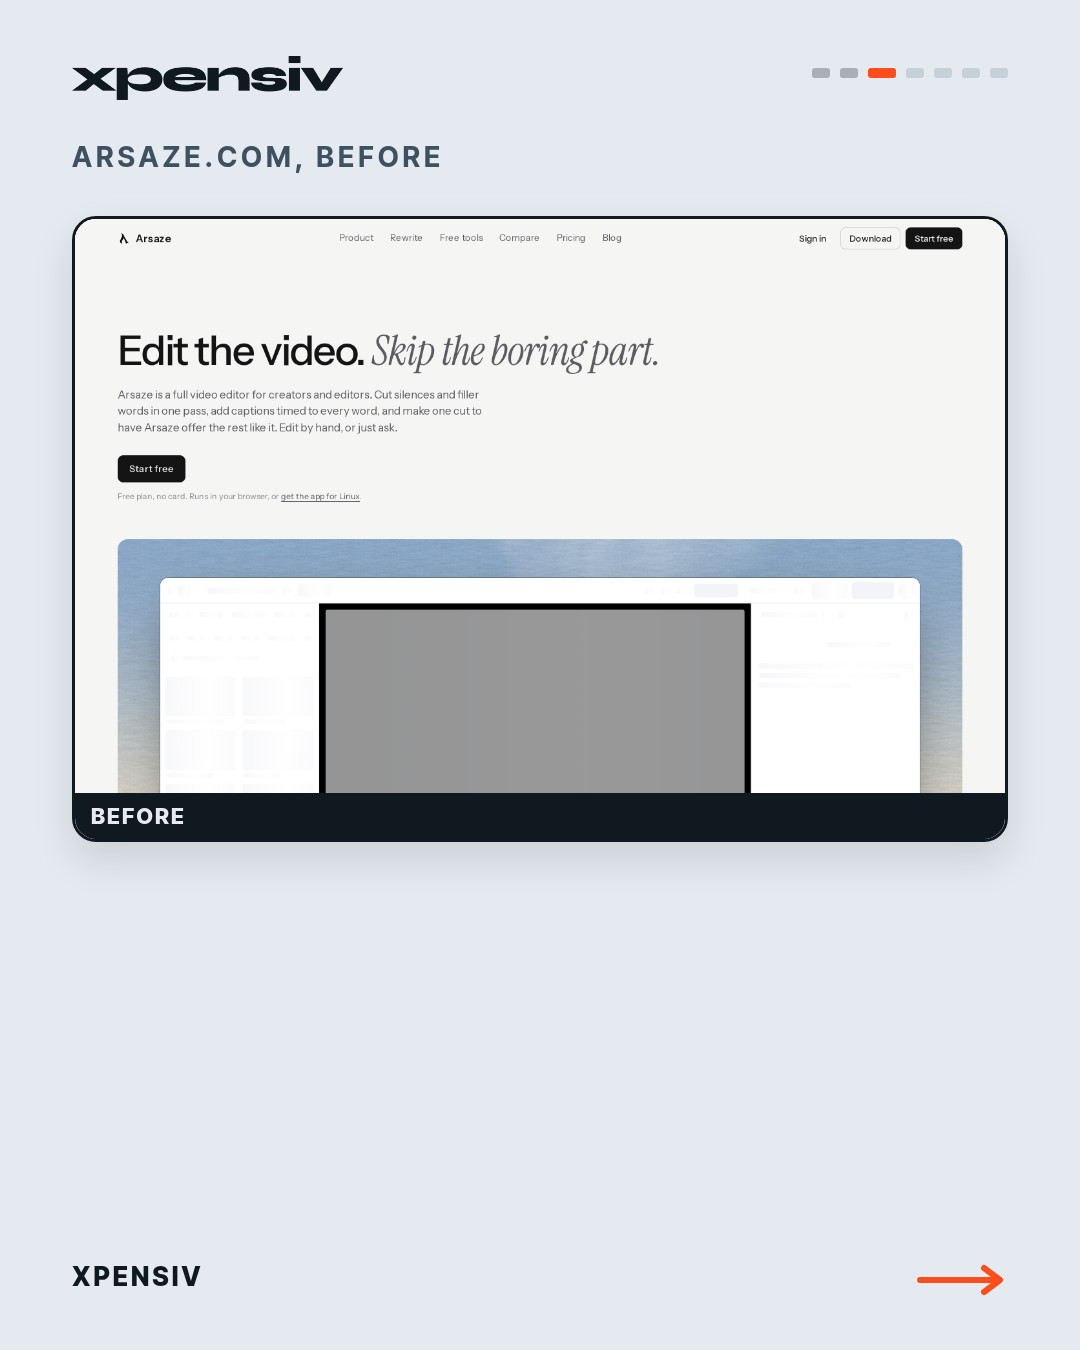 xpensiv
ARSAZE.COM, BEFORE
Arsaze
Product Rewrite Free tools Compare Pricing Blog
Sign in Download Start free
Edit the video. Skip the boring part.
Arsaze is a full video editor for creators and editors. Cut silences and filler
words in one pass, add captions timed to every word, and make one cut to
have Arsaze offer the rest like it. Edit by hand, or just ask.
Start free
Free plan, no card. Runs in your browser, or get the app for Linux.
BEFORE
XPENSIV